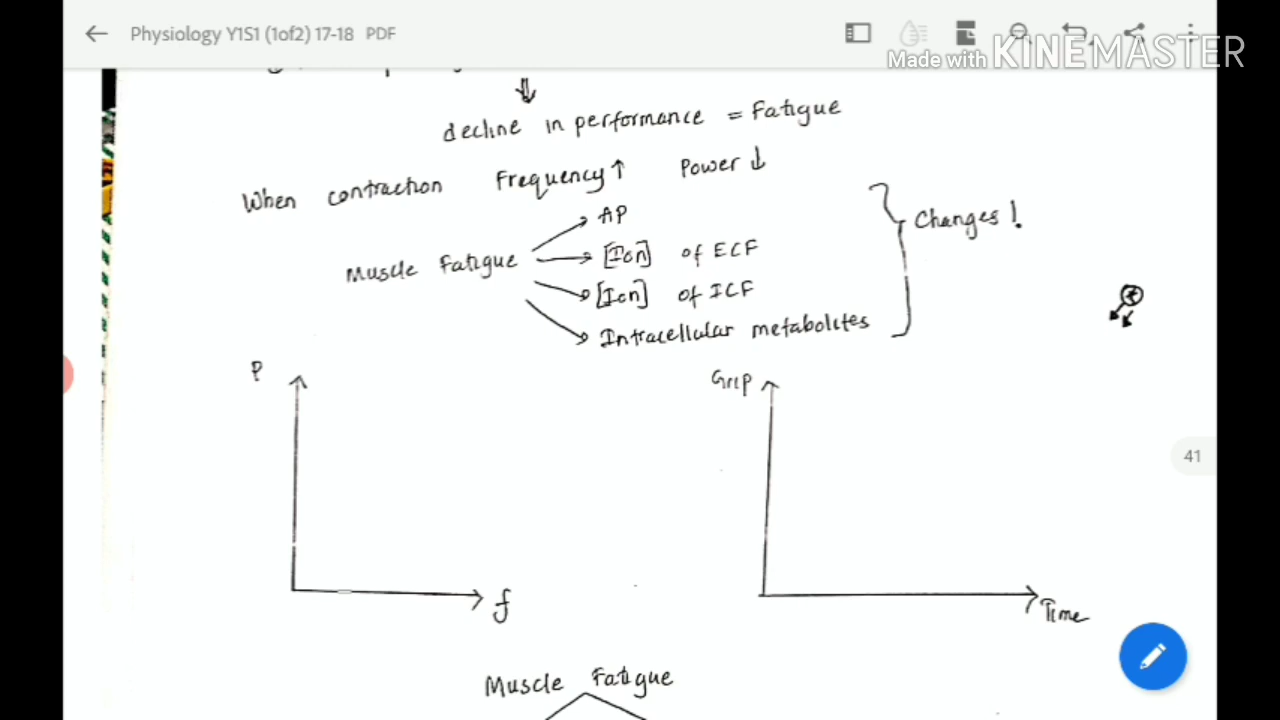 Physiology Y1S1 (1of2) 17-18 PDF
Made with KINEMASTER
⇓
decline in performance = Fatigue
When contraction Frequency ↑ Power ↓
Muscle Fatigue
AP
[Ion] of ECF
[Ion] of ICF
Intracellular metabolites
Changes !
P
f
Grip
Time
41
Muscle Fatigue